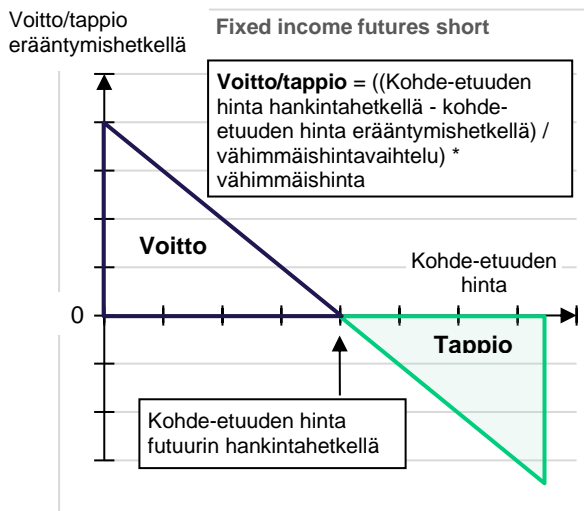 Voitto/tappio
erääntymishetkellä
Fixed income futures short
Voitto/tappio = ((Kohde-etuuden
hinta hankintahetkellä - kohde-
etuuden hinta erääntymishetkellä) /
vähimmäishintavaihtelu) *
vähimmäishinta
Voitto
Kohde-etuuden
hinta
0
Tappio
Kohde-etuuden hinta
futuurin hankintahetkellä